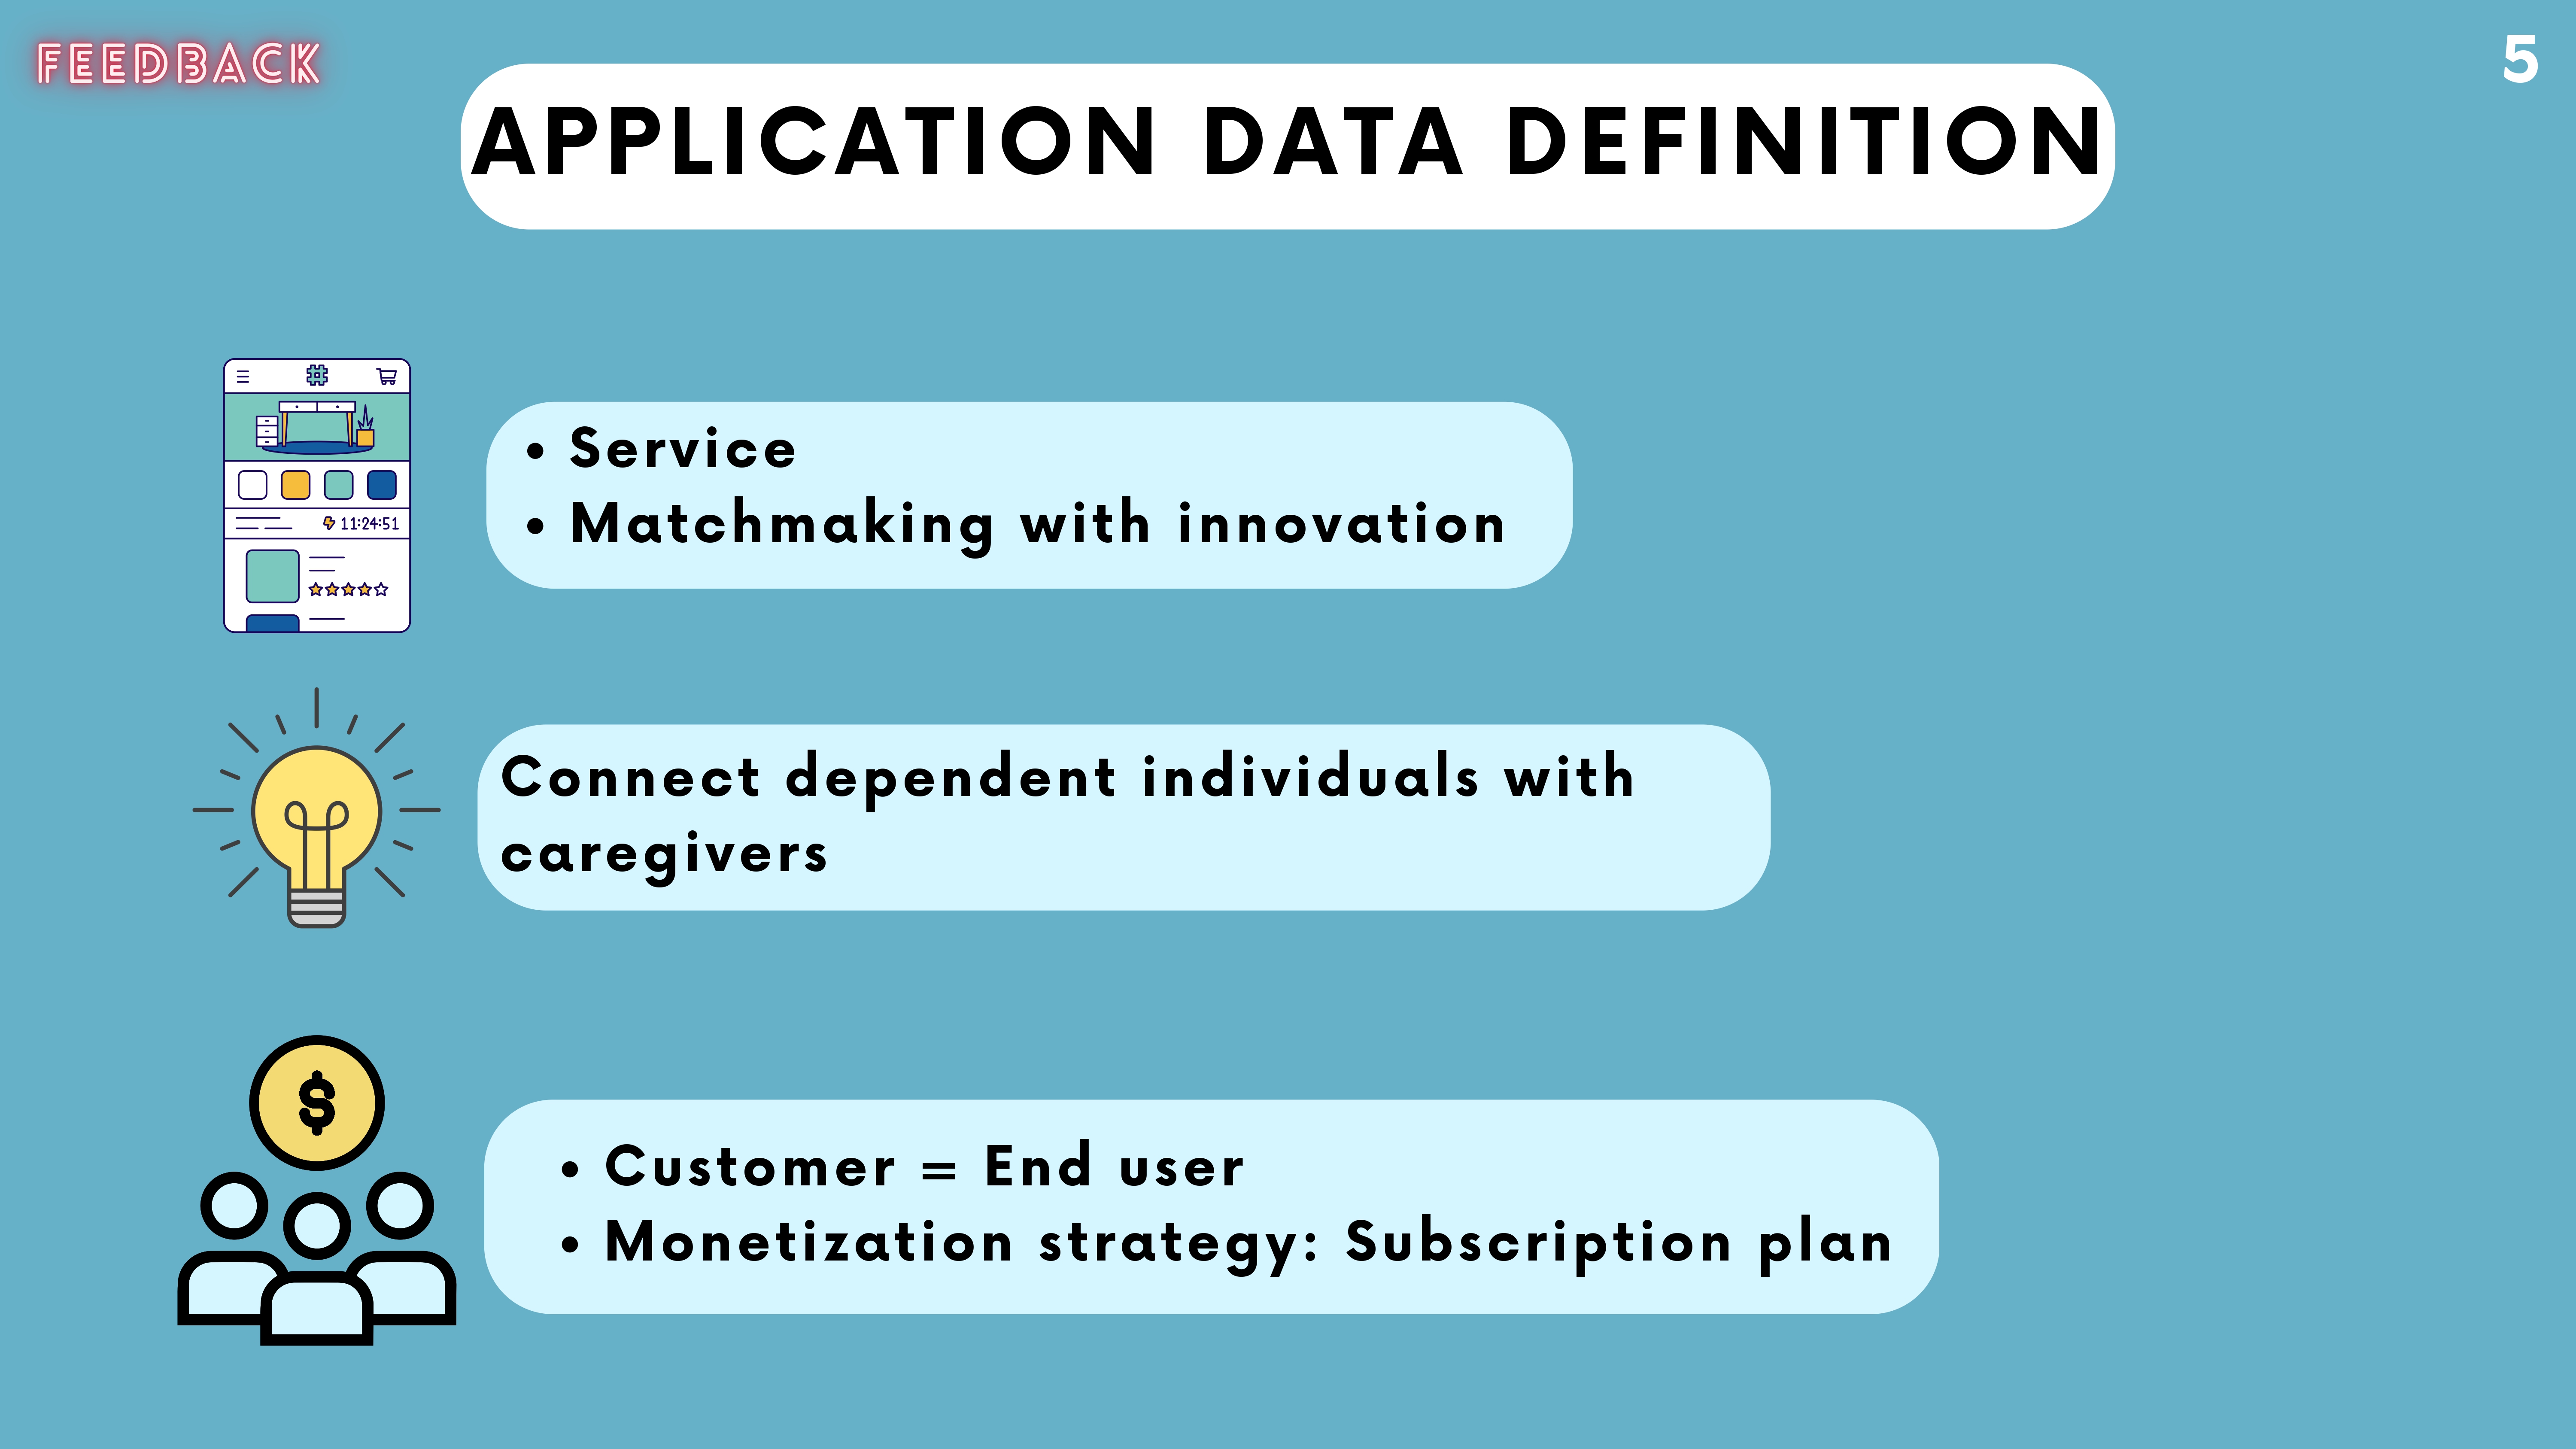 FEEDBACK
5
APPLICATION DATA DEFINITION
#
11:24:51
• Service
• Matchmaking with innovation
Connect dependent individuals with
caregivers
$
• Customer = End user
• Monetization strategy: Subscription plan